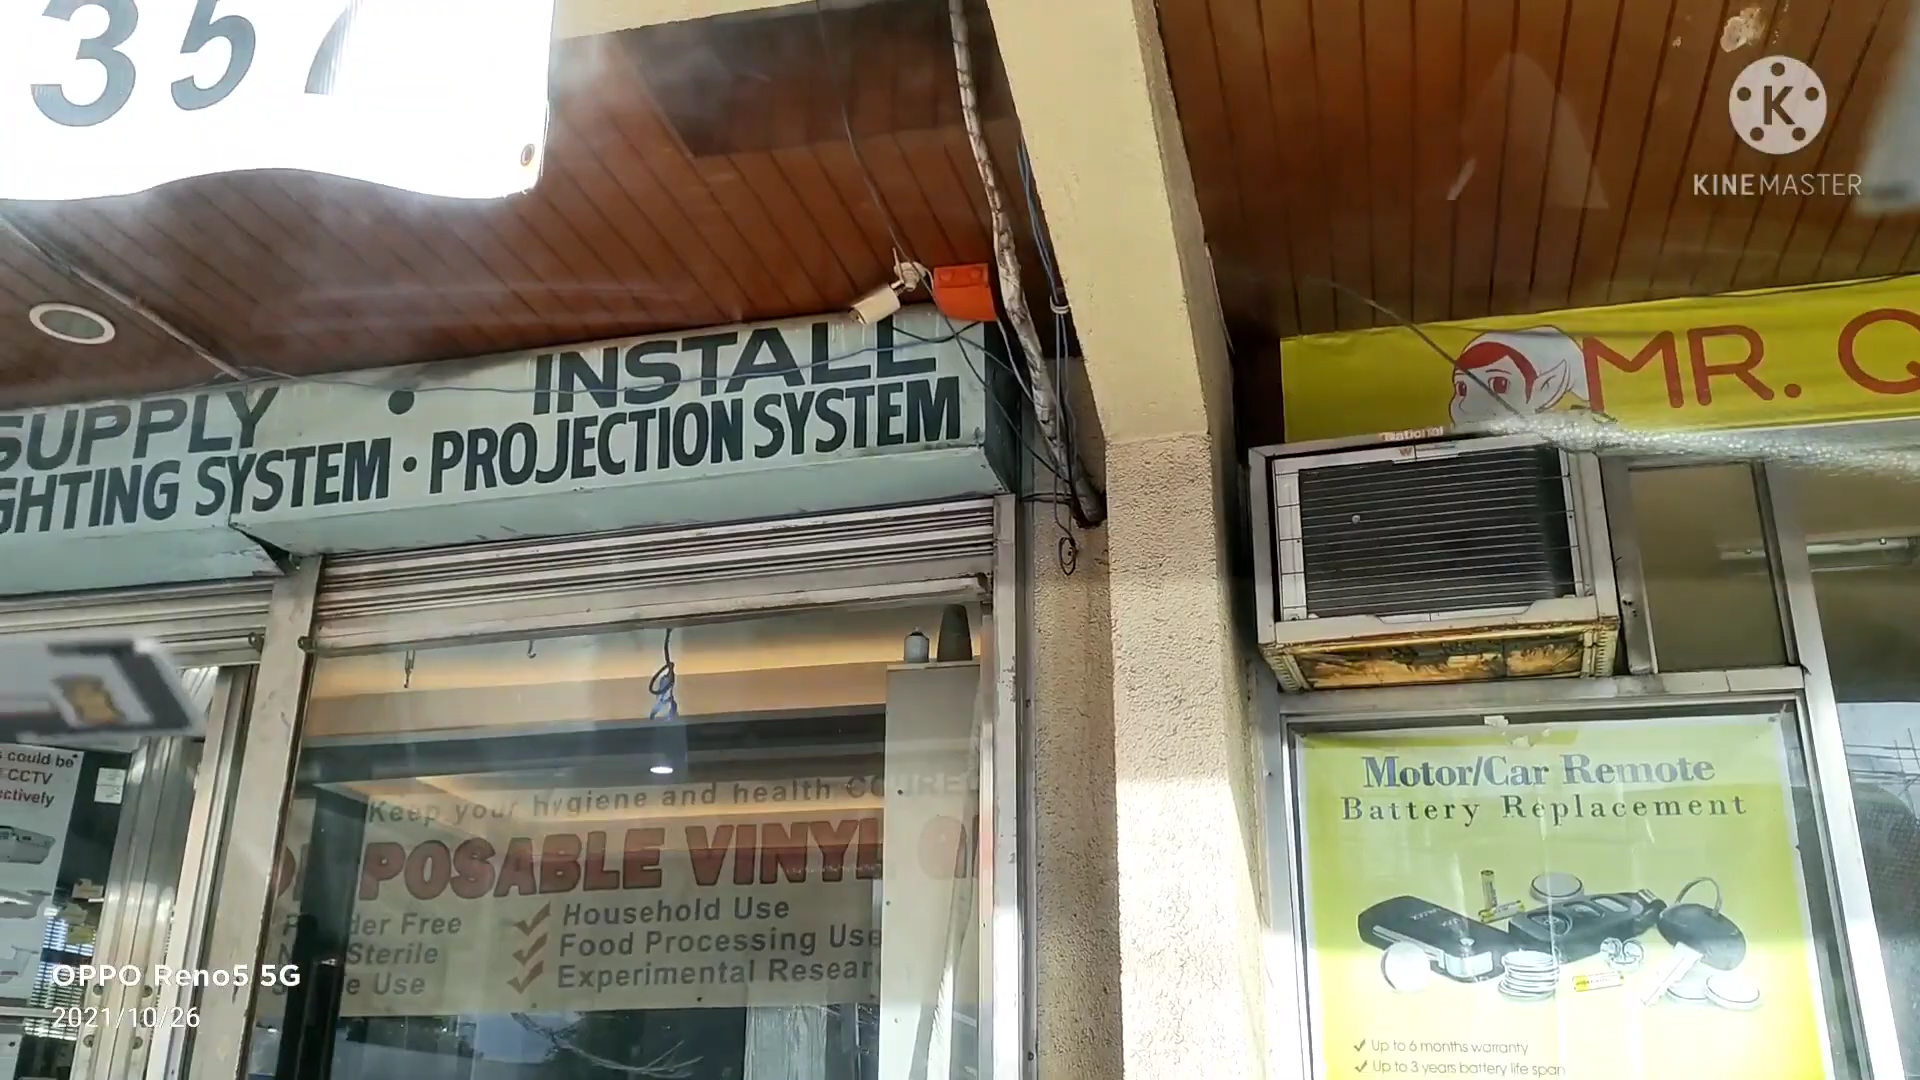 357
KINEMASTER
SUPPLY • INSTALL
GHTING SYSTEM • PROJECTION SYSTEM
MR. Q
National
could be
CCTV
ctively
Keep your hygiene and health CORREC
POSABLE VINYL
der Free
Sterile
e Use
Household Use
Food Processing Use
Experimental Resear
Motor/Car Remote
Battery Replacement
Up to 6 months warranty
Up to 3 years battery life span
OPPO Reno5 5G
2021/10/26